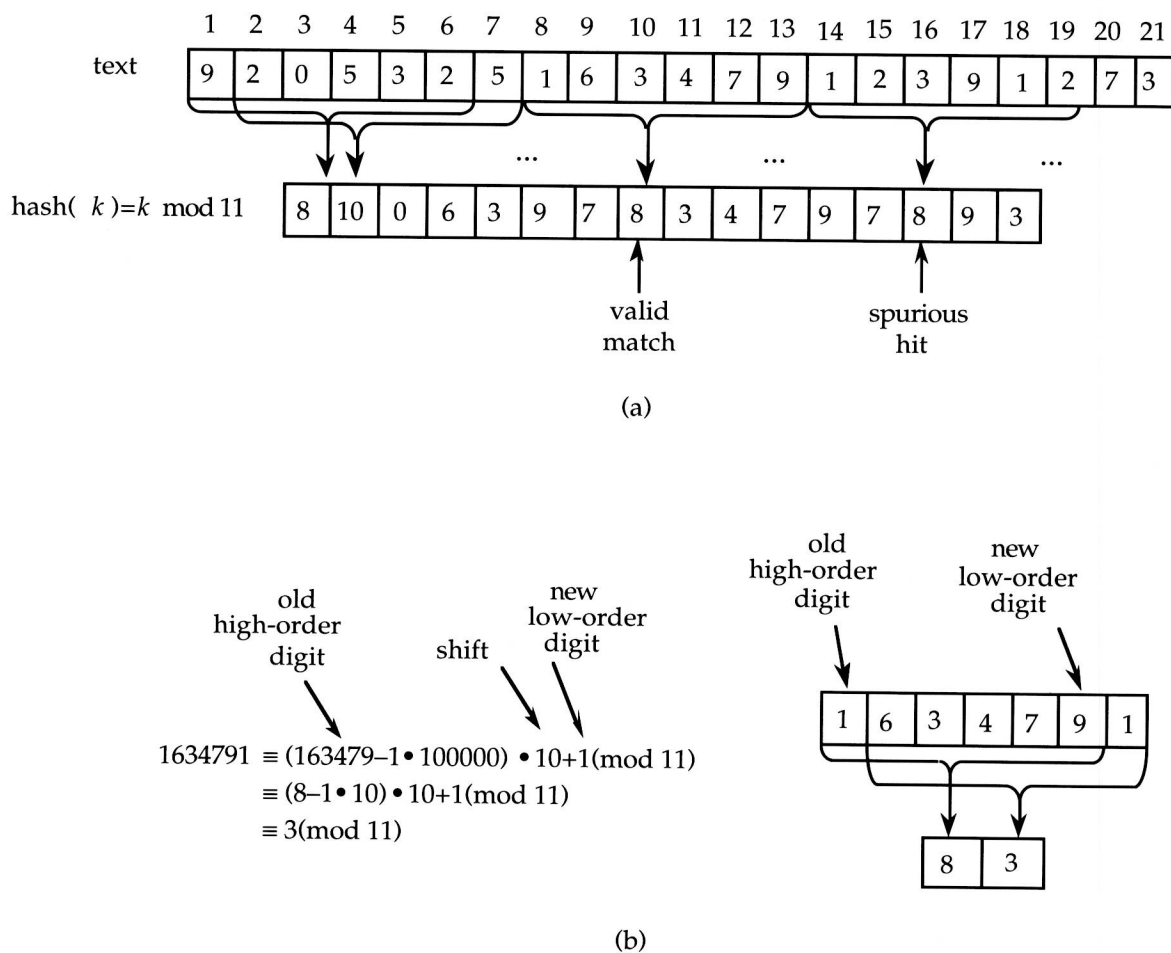 1 2 3 4 5 6 7 8 9 10 11 12 13 14 15 16 17 18 19 20 21
text 9 2 0 5 3 2 5 1 6 3 4 7 9 1 2 3 9 1 2 7 3
... ... ...
hash( k )=k mod 11 8 10 0 6 3 9 7 8 3 4 7 9 7 8 9 3
valid
match
spurious
hit
(a)
old
high-order
digit
shift
new
low-order
digit
1634791 ≡ (163479–1•100000) •10+1(mod 11)
≡ (8–1•10)•10+1(mod 11)
≡ 3(mod 11)
old
high-order
digit
new
low-order
digit
1 6 3 4 7 9 1
8 3
(b)